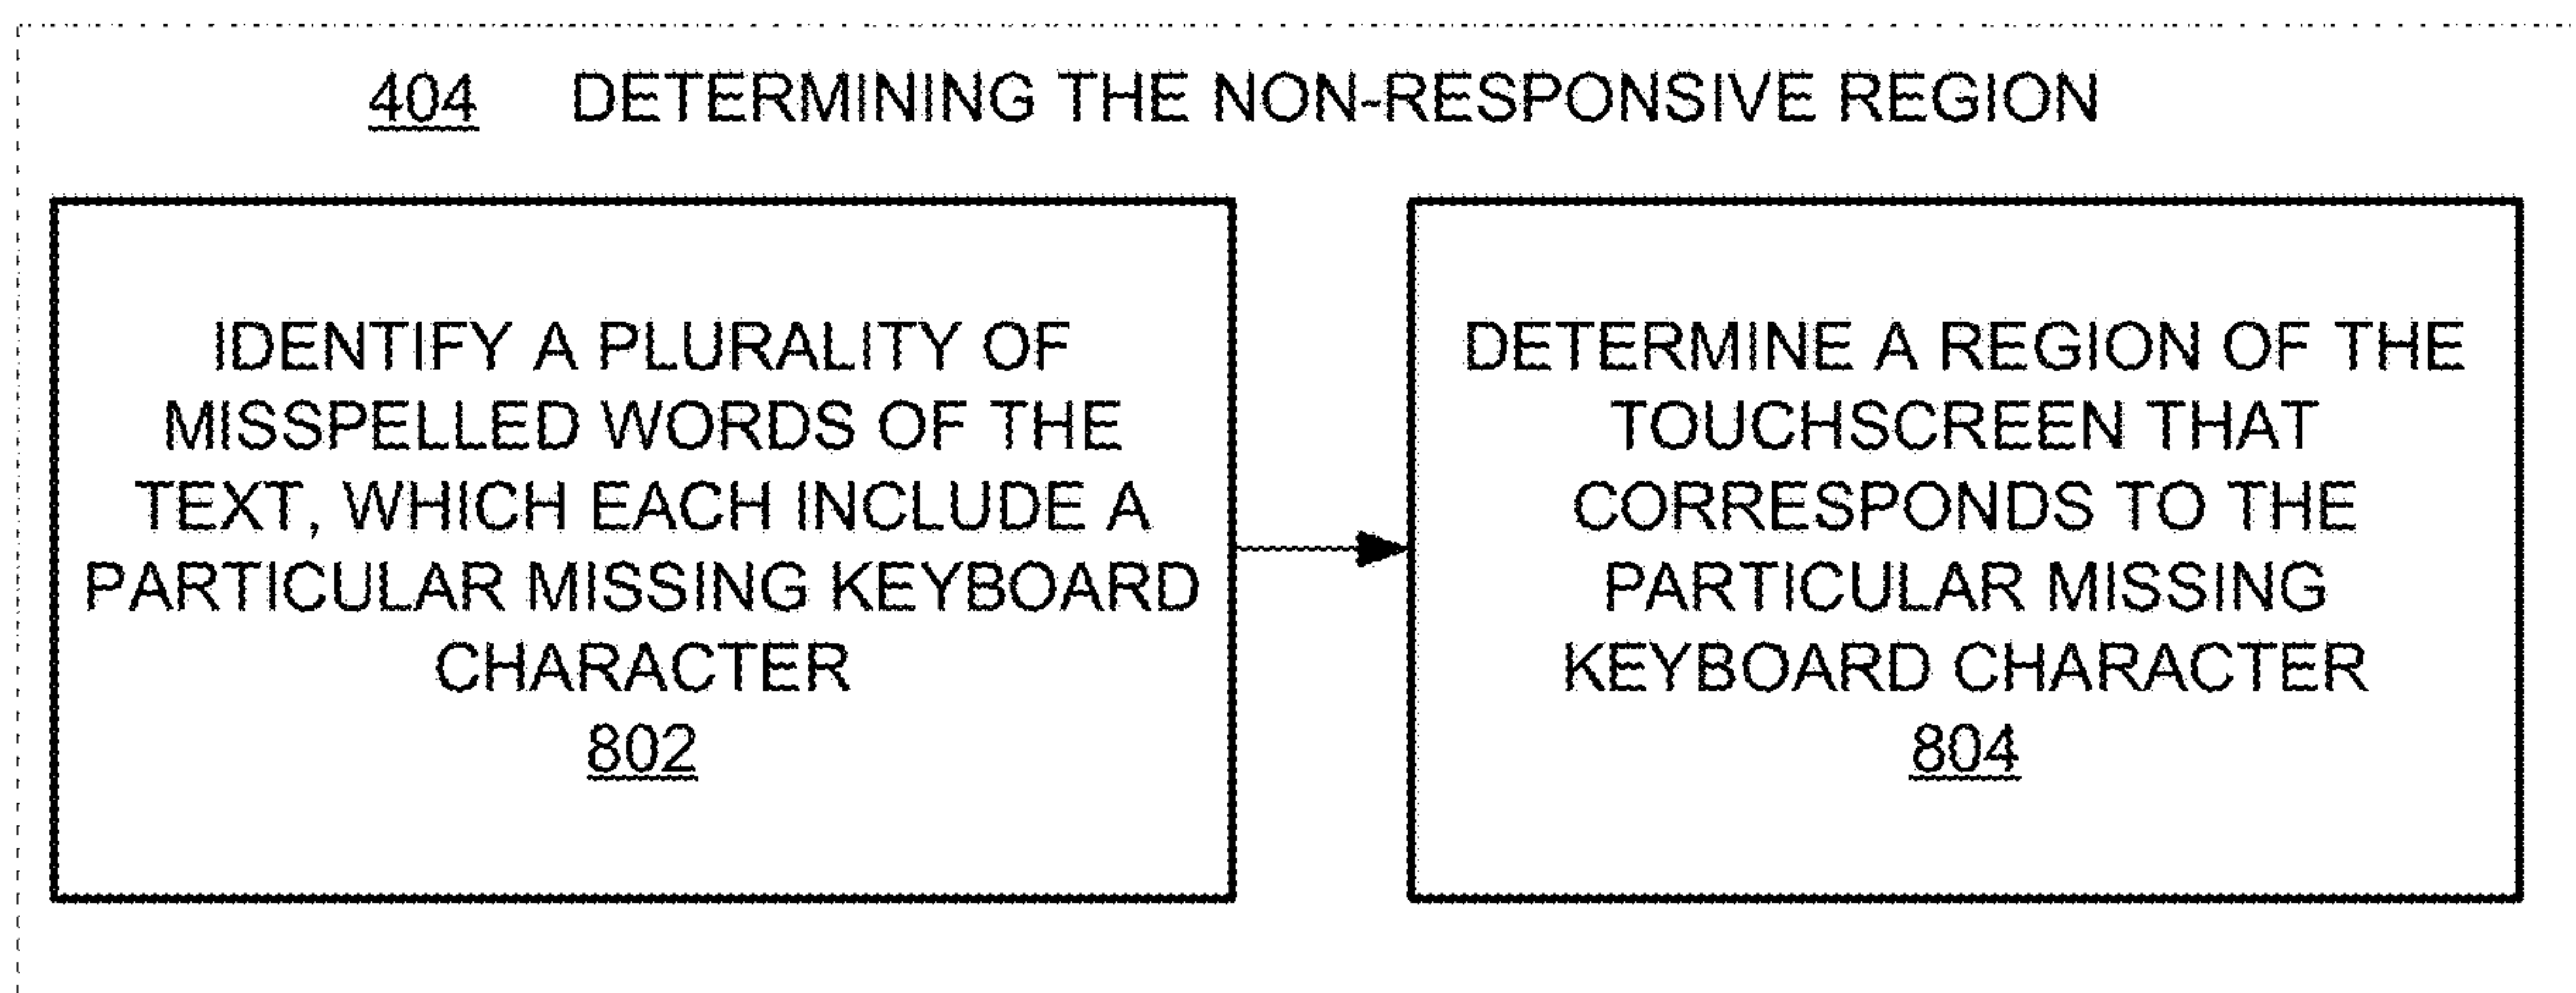 404 DETERMINING THE NON-RESPONSIVE REGION
IDENTIFY A PLURALITY OF
MISSPELLED WORDS OF THE
TEXT, WHICH EACH INCLUDE A
PARTICULAR MISSING KEYBOARD
CHARACTER
802
DETERMINE A REGION OF THE
TOUCHSCREEN THAT
CORRESPONDS TO THE
PARTICULAR MISSING
KEYBOARD CHARACTER
804